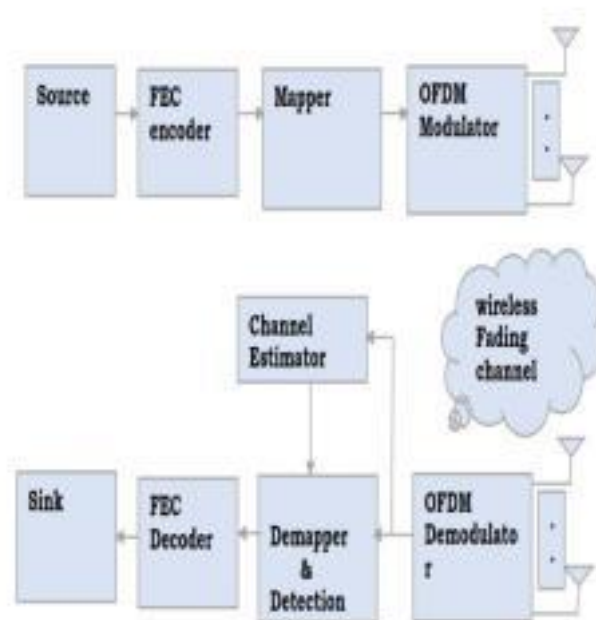 Source
FEC
encoder
Mapper
OFDM
Modulator
wireless
Fading
channel
Channel
Estimator
Sink
FEC
Decoder
Demapper
&
Detection
OFDM
Demodulato
r